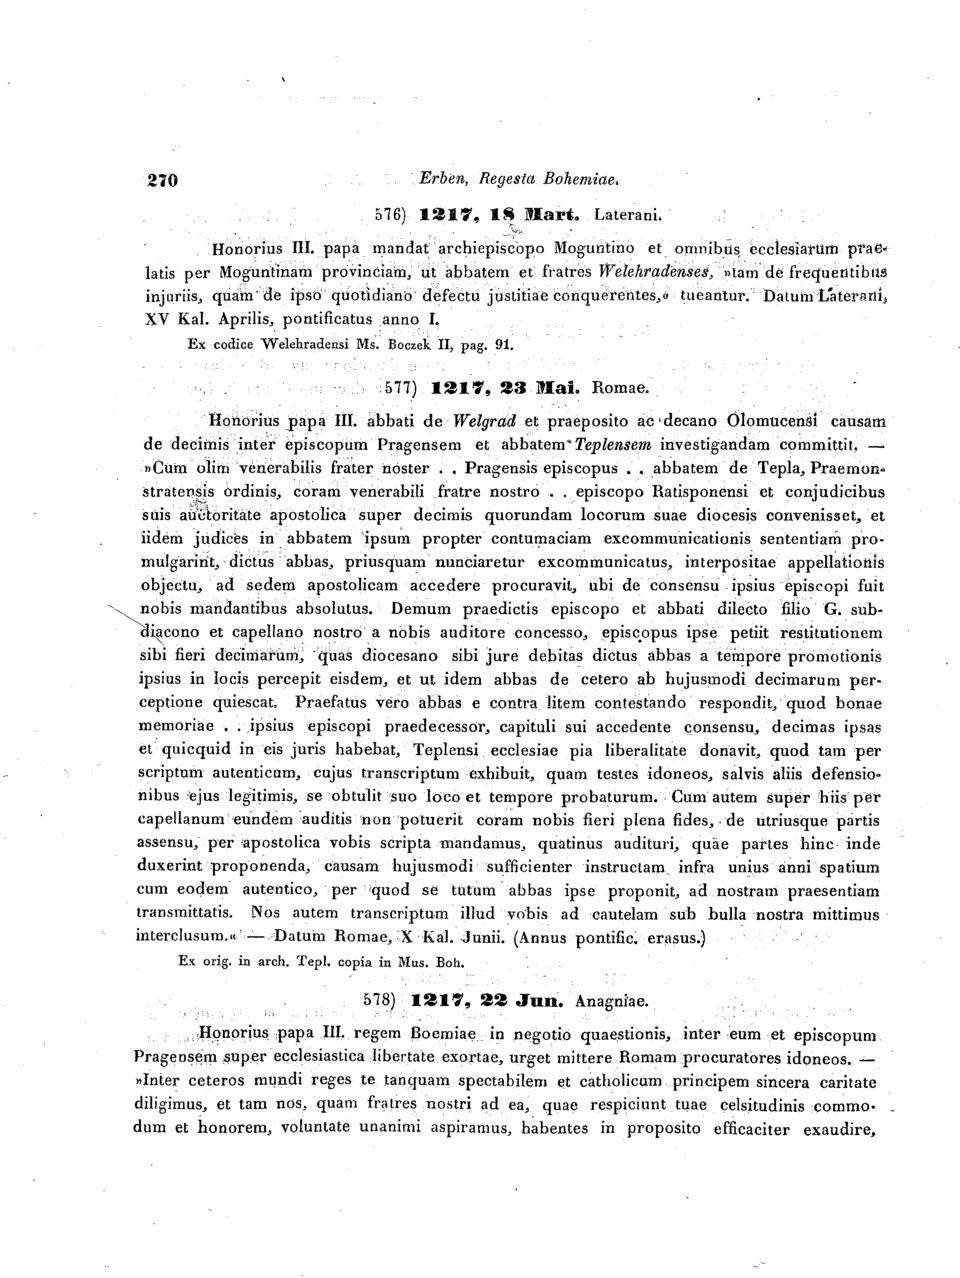 270 Erben, Regesta Bohemiae.
576) 1217, 18 Mart. Laterani.
Honorius III. papa mandat archiepiscopo Moguntino et omnibus ecclesiarum prae-
latis per Moguntinam provinciam, ut abbatem et fratres Welehradenses, »tam de frequentibus
injuriis, quam de ipso quotidiano defectu justitiae conquerentes,« tueantur. Datum Laterani,
XV Kal. Aprilis, pontificatus anno I.
Ex codice Welehradensi Ms. Boczek II, pag. 91.
577) 1217, 23 Mai. Romae.
Honorius papa III. abbati de Welgrad et praeposito ac decano Olomucensi causam
de decimis inter episcopum Pragensem et abbatem Teplensem investigandam committit. —
»Cum olim venerabilis frater noster . . Pragensis episcopus . . abbatem de Tepla, Praemon-
stratensis ordinis, coram venerabili fratre nostro . . episcopo Ratisponensi et conjudicibus
suis auctoritate apostolica super decimis quorundam locorum suae diocesis convenisset, et
iidem judices in abbatem ipsum propter contumaciam excommunicationis sententiam pro-
mulgarint, dictus abbas, priusquam nunciaretur excommunicatus, interpositae appellationis
objectu, ad sedem apostolicam accedere procuravit, ubi de consensu ipsius episcopi fuit
nobis mandantibus absolutus. Demum praedictis episcopo et abbati dilecto filio G. sub-
diacono et capellano nostro a nobis auditore concesso, episcopus ipse petiit restitutionem
sibi fieri decimarum, quas diocesano sibi jure debitas dictus abbas a tempore promotionis
ipsius in locis percepit eisdem, et ut idem abbas de cetero ab hujusmodi decimarum per-
ceptione quiescat. Praefatus vero abbas e contra litem contestando respondit, quod bonae
memoriae . . ipsius episcopi praedecessor, capituli sui accedente consensu, decimas ipsas
et quicquid in eis juris habebat, Teplensi ecclesiae pia liberalitate donavit, quod tam per
scriptum autenticum, cujus transcriptum exhibuit, quam testes idoneos, salvis aliis defensio-
nibus ejus legitimis, se obtulit suo loco et tempore probaturum. Cum autem super hiis per
capellanum eundem auditis non potuerit coram nobis fieri plena fides, de utriusque partis
assensu, per apostolica vobis scripta mandamus, quatinus audituri, quae partes hinc inde
duxerint proponenda, causam hujusmodi sufficienter instructam infra unius anni spatium
cum eodem autentico, per quod se tutum abbas ipse proponit, ad nostram praesentiam
transmittatis. Nos autem transcriptum illud vobis ad cautelam sub bulla nostra mittimus
interclusum.« — Datum Romae, X Kal. Junii. (Annus pontific. erasus.)
Ex orig. in arch. Tepl. copia in Mus. Boh.
578) 1217, 22 Jun. Anagniae.
Honorius papa III. regem Boemiae in negotio quaestionis, inter eum et episcopum
Pragensem super ecclesiastica libertate exortae, urget mittere Romam procuratores idoneos. —
»Inter ceteros mundi reges te tanquam spectabilem et catholicum principem sincera caritate
diligimus, et tam nos, quam fratres nostri ad ea, quae respiciunt tuae celsitudinis commo-
dum et honorem, voluntate unanimi aspiramus, habentes in proposito efficaciter exaudire,